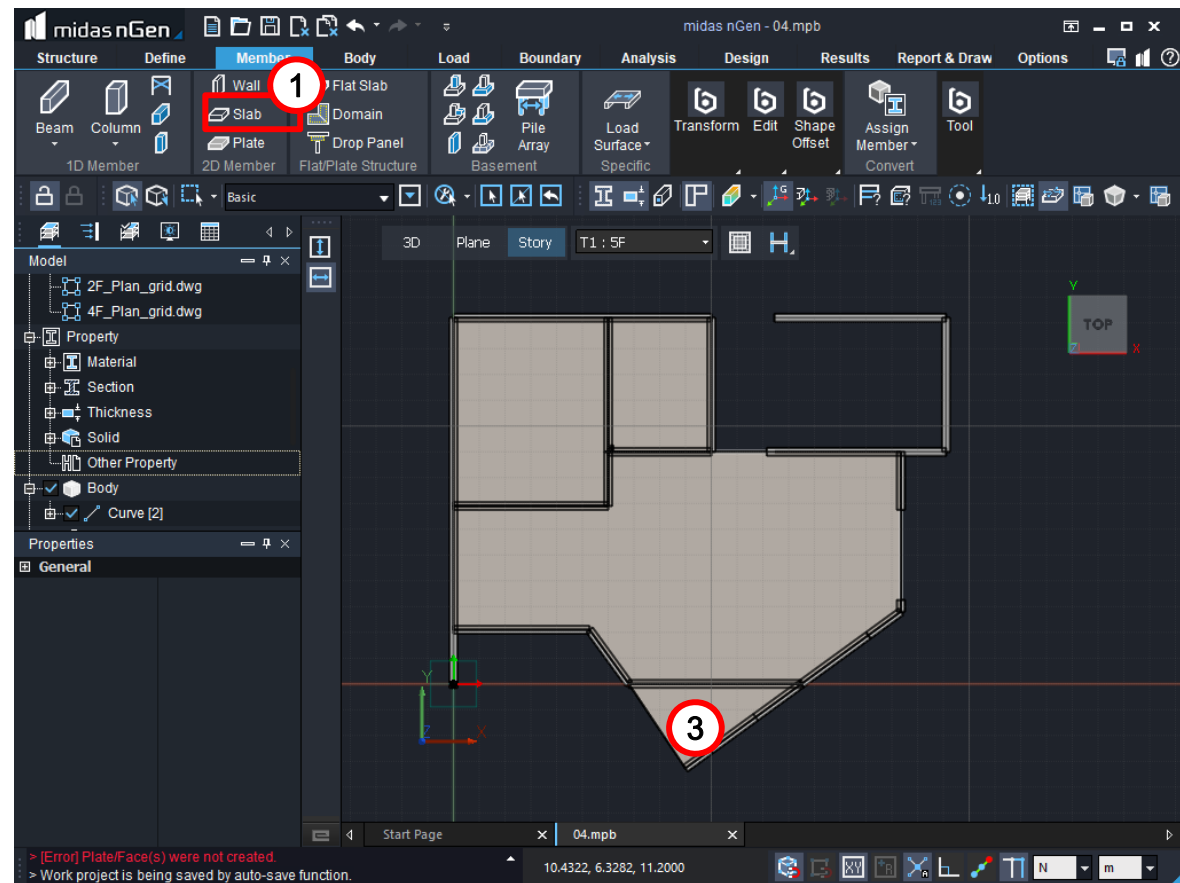 midas nGen
midas nGen - 04.mpb
Structure Define Member Body Load Boundary Analysis Design Results Report & Draw Options
1
Wall Flat Slab
Slab Domain
Plate Drop Panel
Beam Column
Pile Array
Load Surface
Transform Edit Shape Offset
Assign Member
Tool
1D Member 2D Member Flat/Plate Structure Basement Specific Convert
Basic
1.0
3D Plane Story T1 : 5F
Model
2F_Plan_grid.dwg
4F_Plan_grid.dwg
Property
Material
Section
Thickness
Solid
Other Property
Body
Curve [2]
Properties
General
Y
TOP
Z X
Y
Z X
3
Start Page 04.mpb
> [Error] Plate/Face(s) were not created.
> Work project is being saved by auto-save function.
10.4322, 6.3282, 11.2000
N m